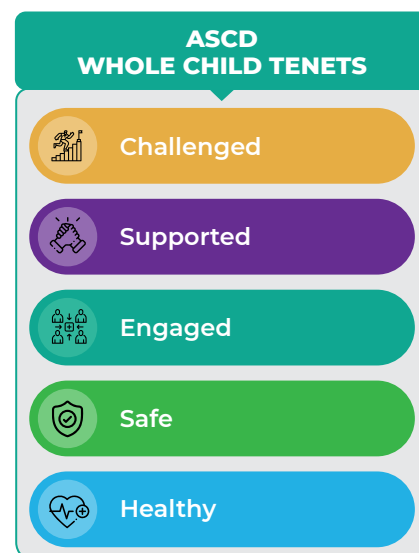 ASCD
WHOLE CHILD TENETS
Challenged
Supported
Engaged
Safe
Healthy